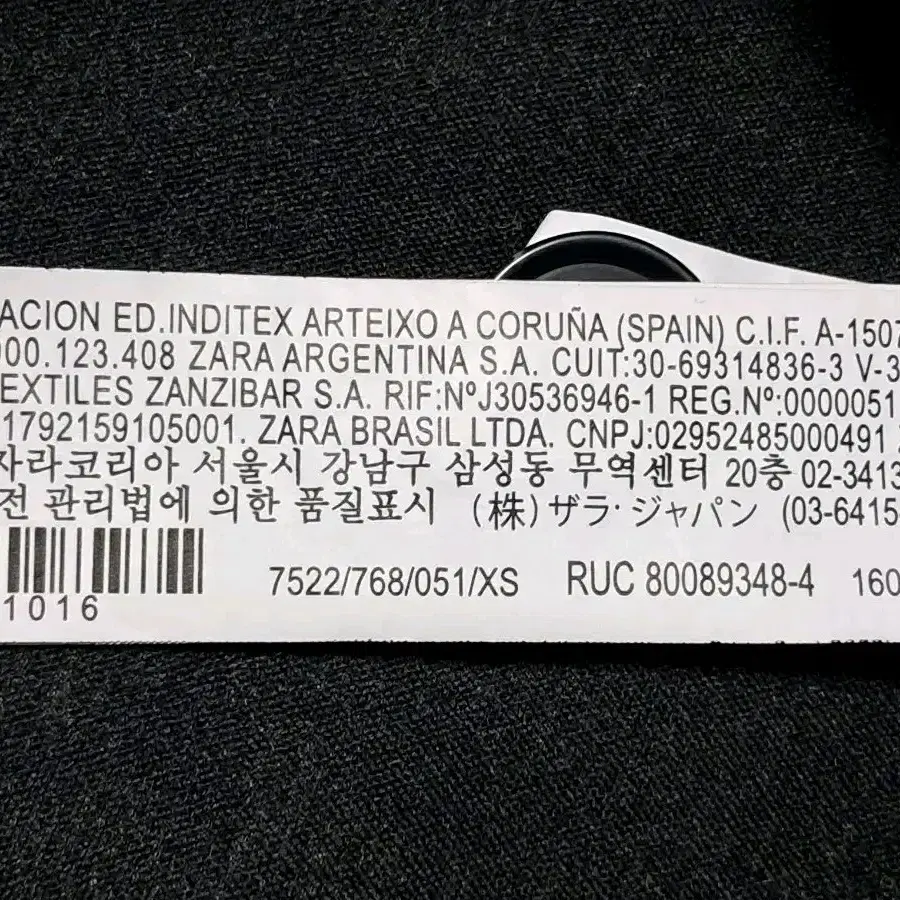 ACION ED.INDITEX ARTEIXO A CORUÑA (SPAIN) C.I.F. A-1507
000.123.408 ZARA ARGENTINA S.A. CUIT:30-69314836-3 V-3
EXTILES ZANZIBAR S.A. RIF:NºJ30536946-1 REG.Nº:0000051
1792159105001. ZARA BRASIL LTDA. CNPJ:02952485000491
자라코리아 서울시 강남구 삼성동 무역센터 20층 02-3413
전 관리법에 의한 품질표시 (株)ザラ・ジャパン (03-6415
7522/768/051/XS RUC 80089348-4 160
1016